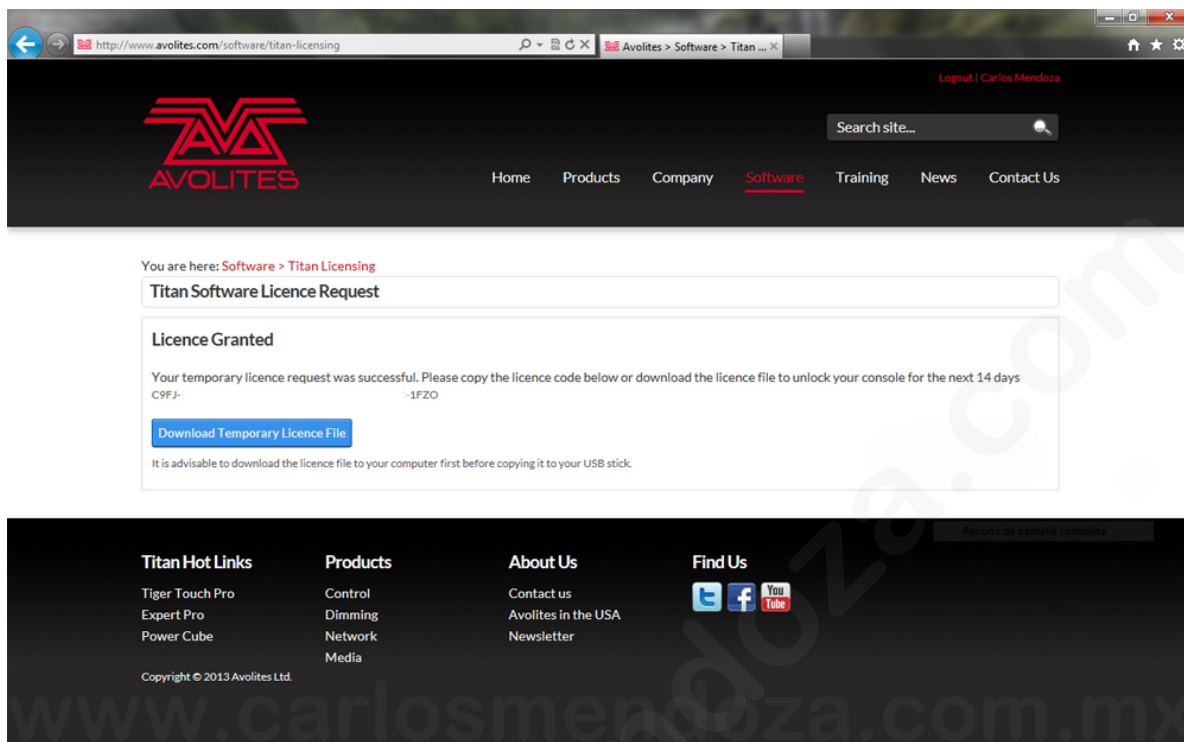 http://www.avolites.com/software/titan-licensing
Avolites > Software > Titan ...
Logout | Carlos Mendoza
AVOLITES
Search site...
Home Products Company Software Training News Contact Us
You are here: Software > Titan Licensing
Titan Software Licence Request
Licence Granted
Your temporary licence request was successful. Please copy the licence code below or download the licence file to unlock your console for the next 14 days
C9FJ- -1FZO
Download Temporary Licence File
It is advisable to download the licence file to your computer first before copying it to your USB stick.
Recorte de pantalla completa
Titan Hot Links Products About Us Find Us
Tiger Touch Pro Control Contact us
Expert Pro Dimming Avolites in the USA
You Tube
Power Cube Network Newsletter
Media
Copyright © 2013 Avolites Ltd.
www.carlosmendoza.com.mx
ndoza.com